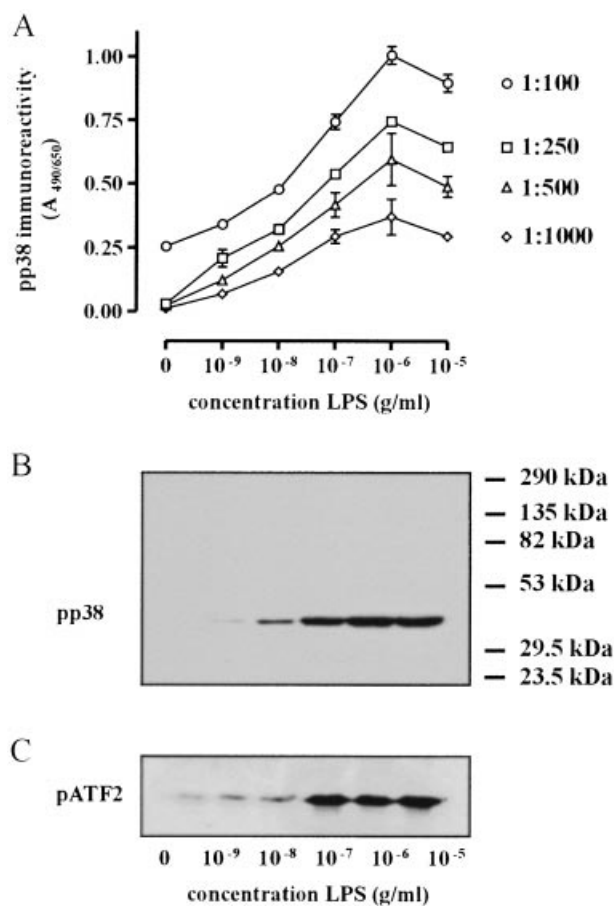 A
pp38 immunoreactivity
(A 490/650)
1.00
0.75
0.50
0.25
0.00
1:100
1:250
1:500
1:1000
0 10⁻⁹ 10⁻⁸ 10⁻⁷ 10⁻⁶ 10⁻⁵
concentration LPS (g/ml)
B
pp38
290 kDa
135 kDa
82 kDa
53 kDa
29.5 kDa
23.5 kDa
C
pATF2
0 10⁻⁹ 10⁻⁸ 10⁻⁷ 10⁻⁶ 10⁻⁵
concentration LPS (g/ml)